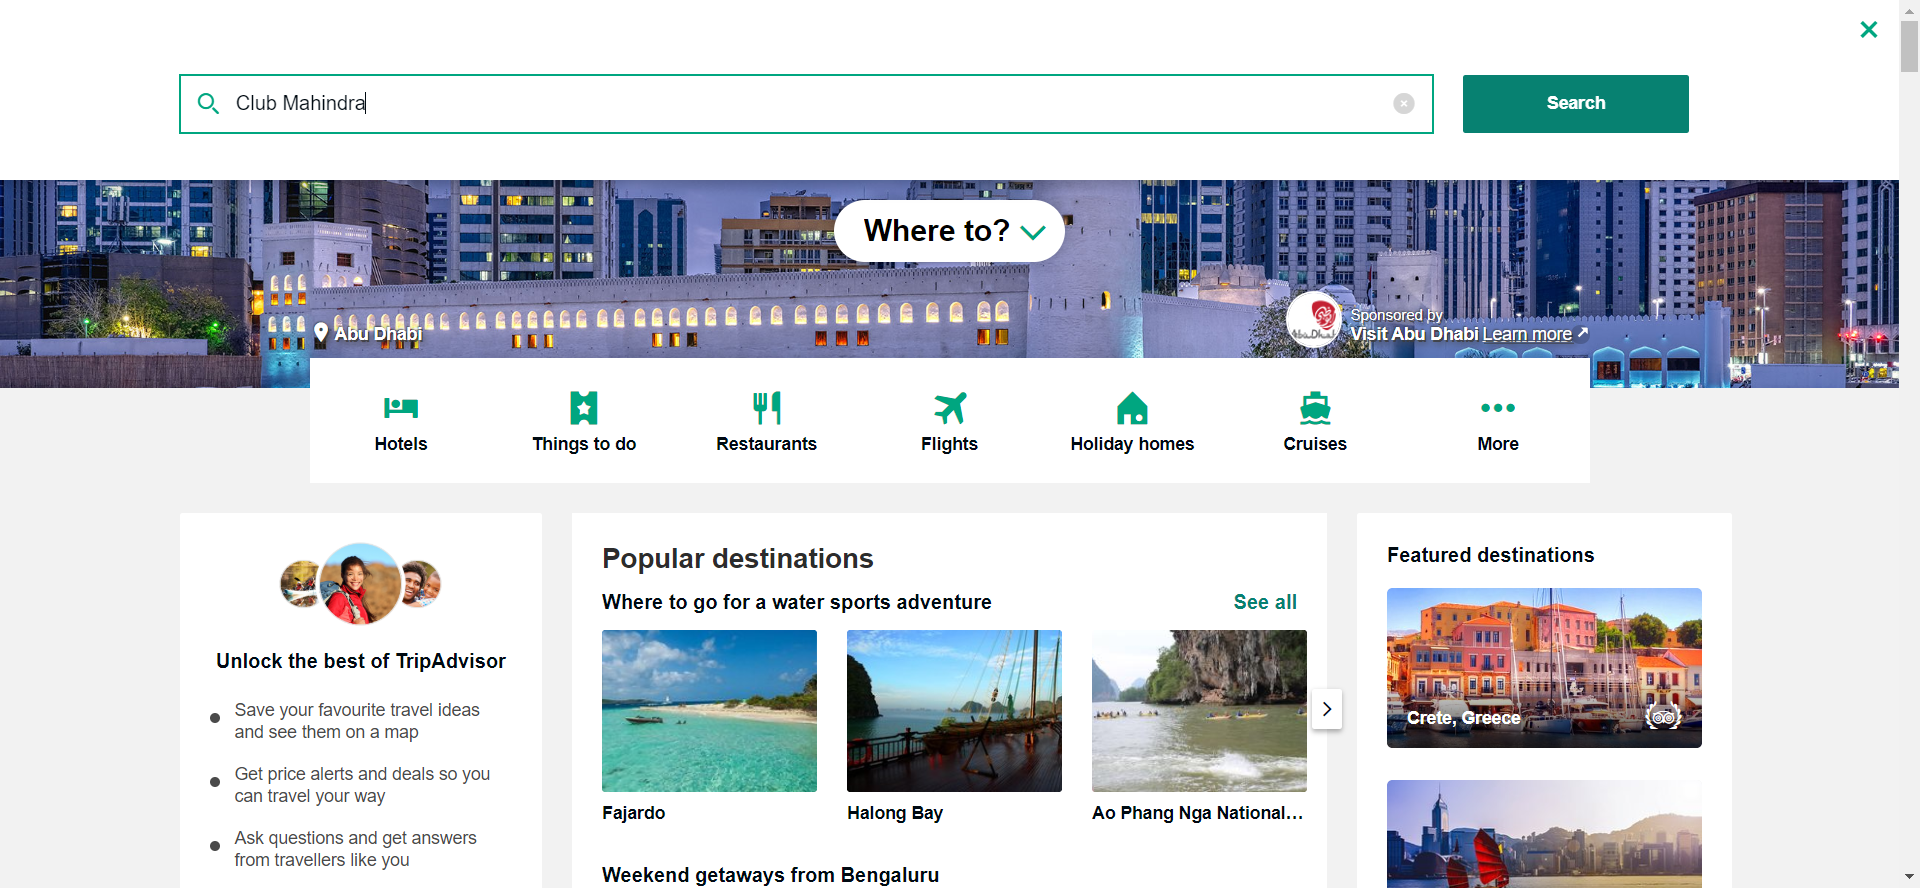 Club Mahindra
Search
Where to?
Abu Dhabi
Sponsored by
Visit Abu Dhabi Learn more
Hotels
Things to do
Restaurants
Flights
Holiday homes
Cruises
More
Unlock the best of TripAdvisor
Save your favourite travel ideas
and see them on a map
Get price alerts and deals so you
can travel your way
Ask questions and get answers
from travellers like you
Popular destinations
Where to go for a water sports adventure
See all
Fajardo
Halong Bay
Ao Phang Nga National...
Weekend getaways from Bengaluru
Featured destinations
Crete, Greece